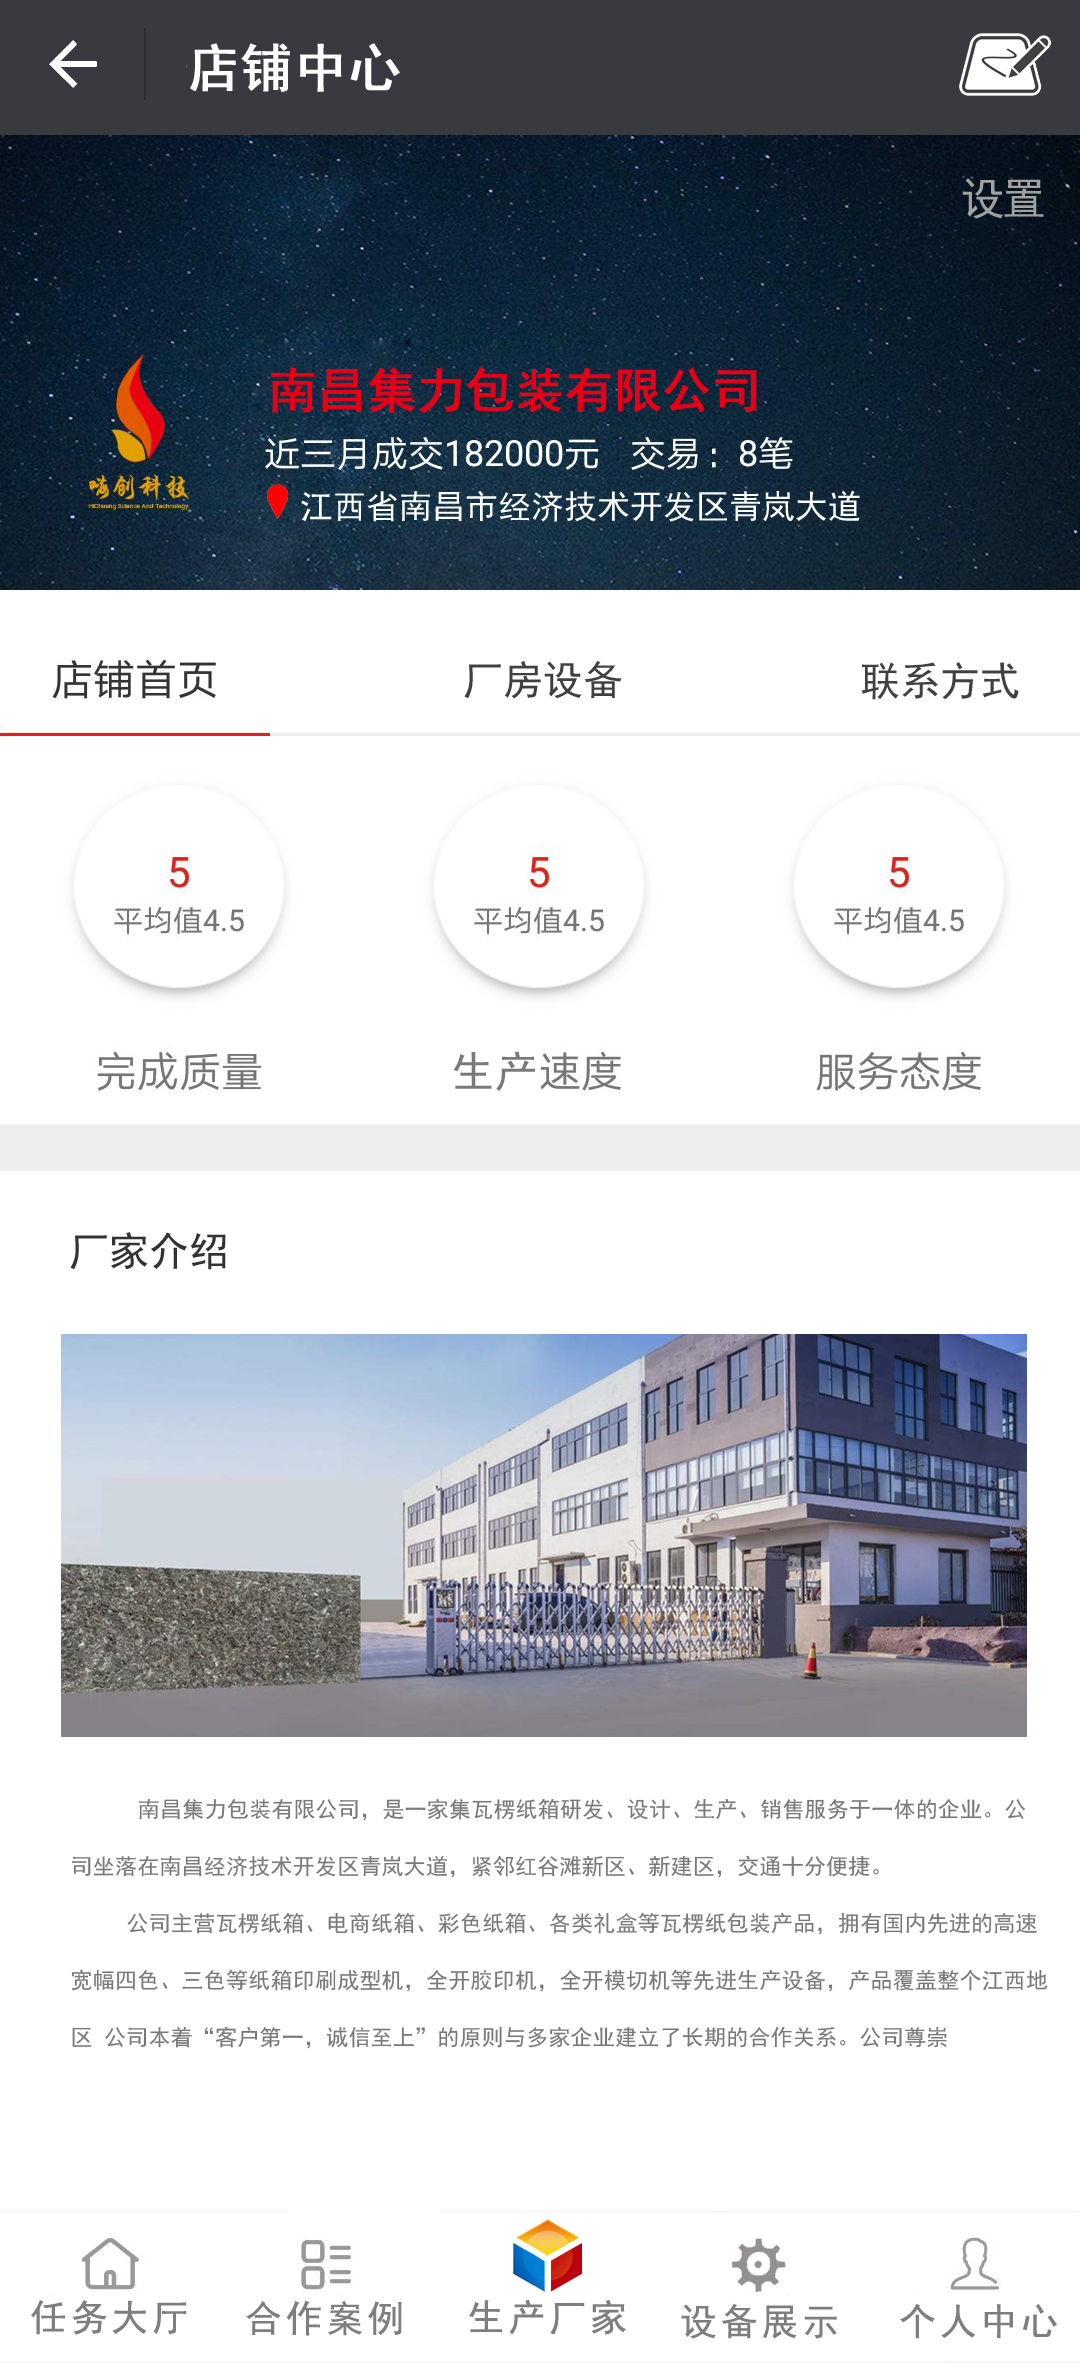 店铺中心
设置
南昌集力包装有限公司
近三月成交182000元 交易：8笔
嗨创科技
HiChuang Science And Technology
江西省南昌市经济技术开发区青岚大道
店铺首页 厂房设备 联系方式
5 5 5
平均值4.5 平均值4.5 平均值4.5
完成质量 生产速度 服务态度
厂家介绍
南昌集力包装有限公司，是一家集瓦楞纸箱研发、设计、生产、销售服务于一体的企业。公
司坐落在南昌经济技术开发区青岚大道，紧邻红谷滩新区、新建区，交通十分便捷。
公司主营瓦楞纸箱、电商纸箱、彩色纸箱、各类礼盒等瓦楞纸包装产品，拥有国内先进的高速
宽幅四色、三色等纸箱印刷成型机，全开胶印机，全开模切机等先进生产设备，产品覆盖整个江西地
区 公司本着“客户第一，诚信至上”的原则与多家企业建立了长期的合作关系。公司尊崇
任务大厅 合作案例 生产厂家 设备展示 个人中心